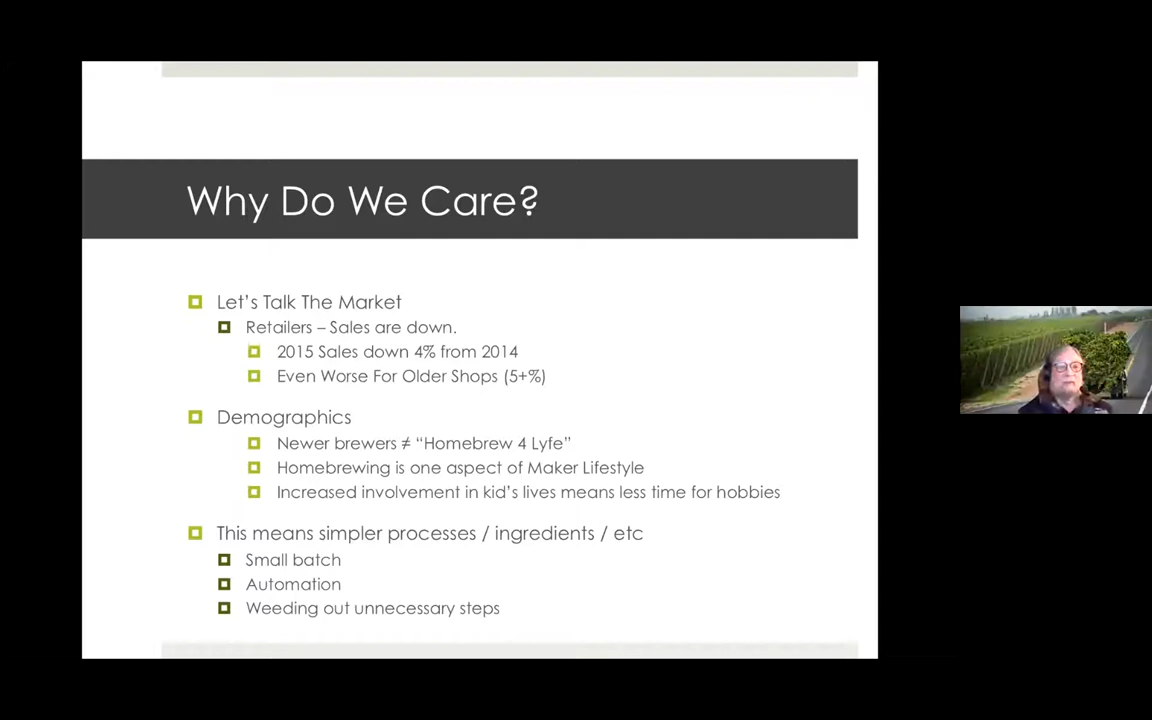 Why Do We Care?
Let's Talk The Market
Retailers – Sales are down.
2015 Sales down 4% from 2014
Even Worse For Older Shops (5+%)
Demographics
Newer brewers ≠ “Homebrew 4 Lyfe”
Homebrewing is one aspect of Maker Lifestyle
Increased involvement in kid's lives means less time for hobbies
This means simpler processes / ingredients / etc
Small batch
Automation
Weeding out unnecessary steps